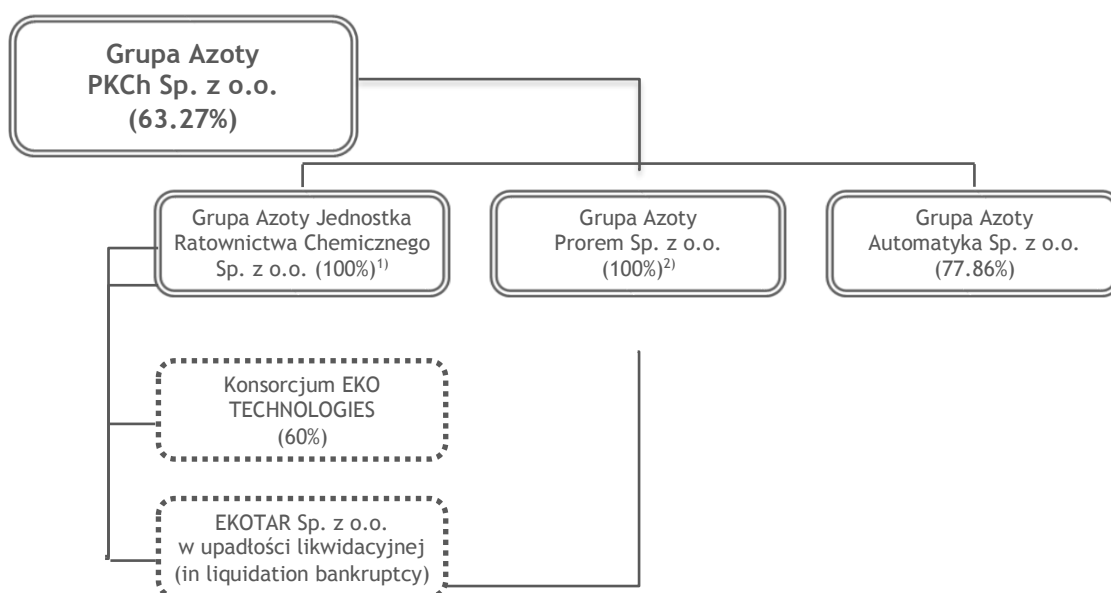 Grupa Azoty
PKCh Sp. z o.o.
(63.27%)
Grupa Azoty Jednostka
Ratownictwa Chemicznego
Sp. z o.o. (100%)¹⁾
Grupa Azoty
Prorem Sp. z o.o.
(100%)²⁾
Grupa Azoty
Automatyka Sp. z o.o.
(77.86%)
Konsorcjum EKO
TECHNOLOGIES
(60%)
EKOTAR Sp. z o.o.
w upadłości likwidacyjnej
(in liquidation bankruptcy)